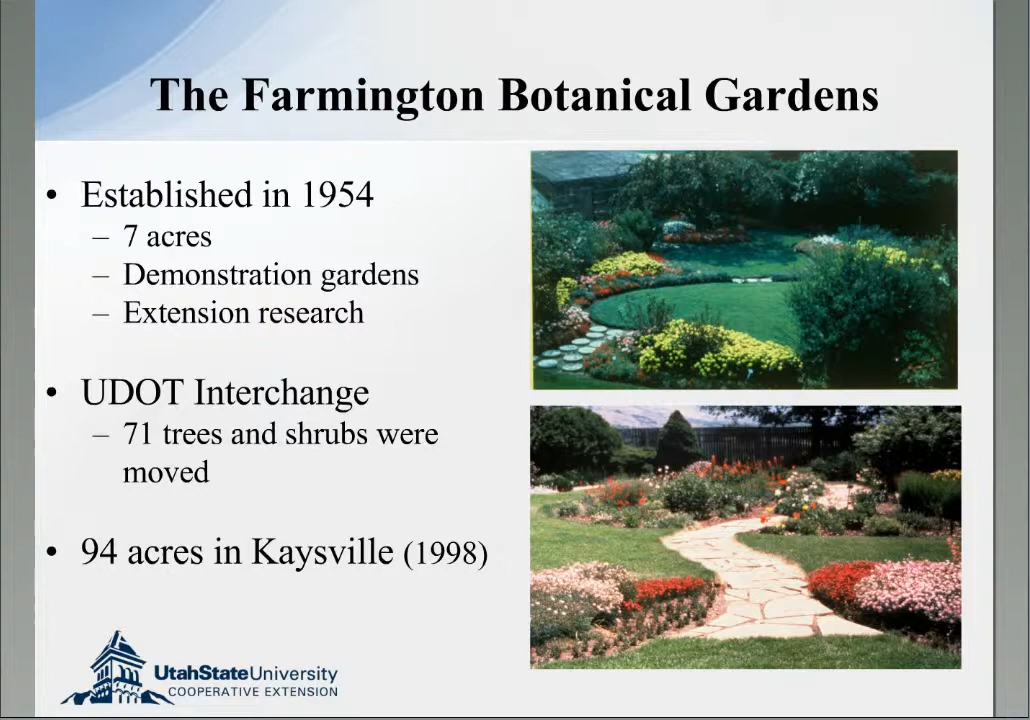 The Farmington Botanical Gardens
• Established in 1954
– 7 acres
– Demonstration gardens
– Extension research
• UDOT Interchange
– 71 trees and shrubs were
moved
• 94 acres in Kaysville (1998)
UtahStateUniversity
COOPERATIVE EXTENSION